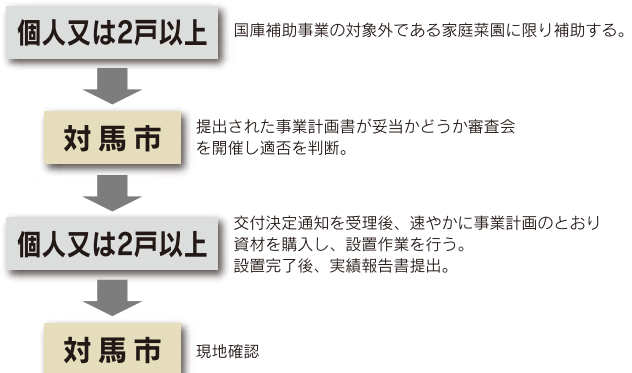 個人又は2戸以上
国庫補助事業の対象外である家庭菜園に限り補助する。
対馬市
提出された事業計画書が妥当かどうか審査会
を開催し適否を判断。
個人又は2戸以上
交付決定通知を受理後、速やかに事業計画のとおり
資材を購入し、設置作業を行う。
設置完了後、実績報告書提出。
対馬市
現地確認